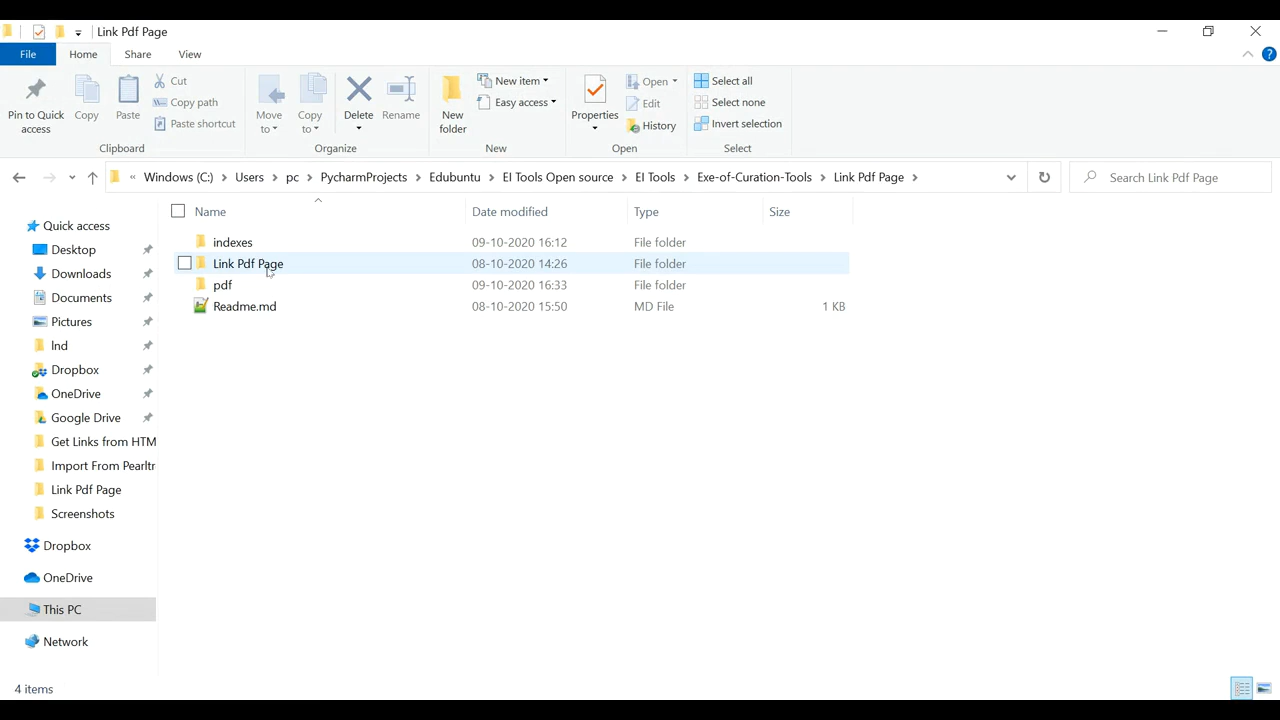 Link Pdf Page
File Home Share View
Pin to Quick access
Copy
Paste
Cut
Copy path
Paste shortcut
Clipboard
Move to
Copy to
Delete
Rename
Organize
New folder
New item
Easy access
New
Properties
Open
Edit
History
Open
Select all
Select none
Invert selection
Select
« Windows (C:) > Users > pc > PycharmProjects > Edubuntu > EI Tools Open source > EI Tools > Exe-of-Curation-Tools > Link Pdf Page >
Search Link Pdf Page
Name Date modified Type Size
indexes 09-10-2020 16:12 File folder
Link Pdf Page 08-10-2020 14:26 File folder
pdf 09-10-2020 16:33 File folder
Readme.md 08-10-2020 15:50 MD File 1 KB
Quick access
Desktop
Downloads
Documents
Pictures
Ind
Dropbox
OneDrive
Google Drive
Get Links from HTM
Import From Pearltr
Link Pdf Page
Screenshots
Dropbox
OneDrive
This PC
Network
4 items